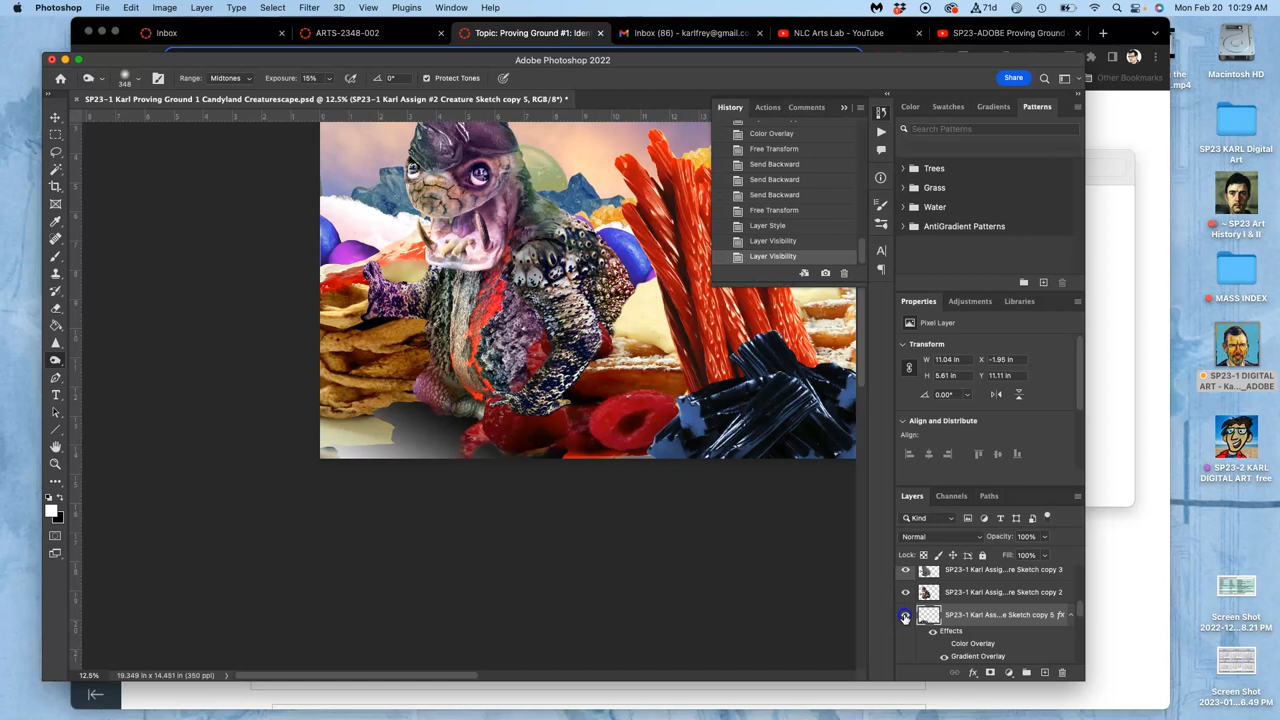 Photoshop File Edit Image Layer Type Select Filter 3D View Plugins Window Help 71d Mon Feb 20 10:29 AM
Inbox ARTS-2348-002 Topic: Proving Ground #1: Iden Inbox (86) - karlfrey@gmail.co NLC Arts Lab - YouTube SP23-ADOBE Proving Ground
Adobe Photoshop 2022
348 Range: Midtones Exposure: 15% 0° Protect Tones Share
Other Bookmarks
SP23-1 Karl Proving Ground 1 Candyland Creaturescape.psd @ 12.5% (SP23-1 Karl Assign #2 Creature Sketch copy 5, RGB/8*) *
History Actions Comments
Color Overlay
Free Transform
Send Backward
Send Backward
Send Backward
Free Transform
Layer Style
Layer Visibility
Layer Visibility
Color Swatches Gradients Patterns
Search Patterns
Trees
Grass
Water
AntiGradient Patterns
Properties Adjustments Libraries
Pixel Layer
Transform
W 11.04 in X -1.95 in
H 5.61 in Y 11.11 in
0.00°
Align and Distribute
Align:
Layers Channels Paths
Kind
Normal Opacity: 100%
Lock: Fill: 100%
SP23-1 Karl Assig...re Sketch copy 3
SP23-1 Karl Assig...re Sketch copy 2
SP23-1 Karl Ass...e Sketch copy 5 fx
Effects
Color Overlay
Gradient Overlay
12.5% 19.349 in x 14.451 in (350 ppi)
Macintosh HD
SP23 KARL Digital
Art
~ SP23 Art
History I & II
MASS INDEX
SP23-1 DIGITAL
ART - Ka..._ADOBE
SP23-2 KARL
DIGITAL ART free
Screen Shot
2022-12...8.21 PM
Screen Shot
2023-01...6.49 PM